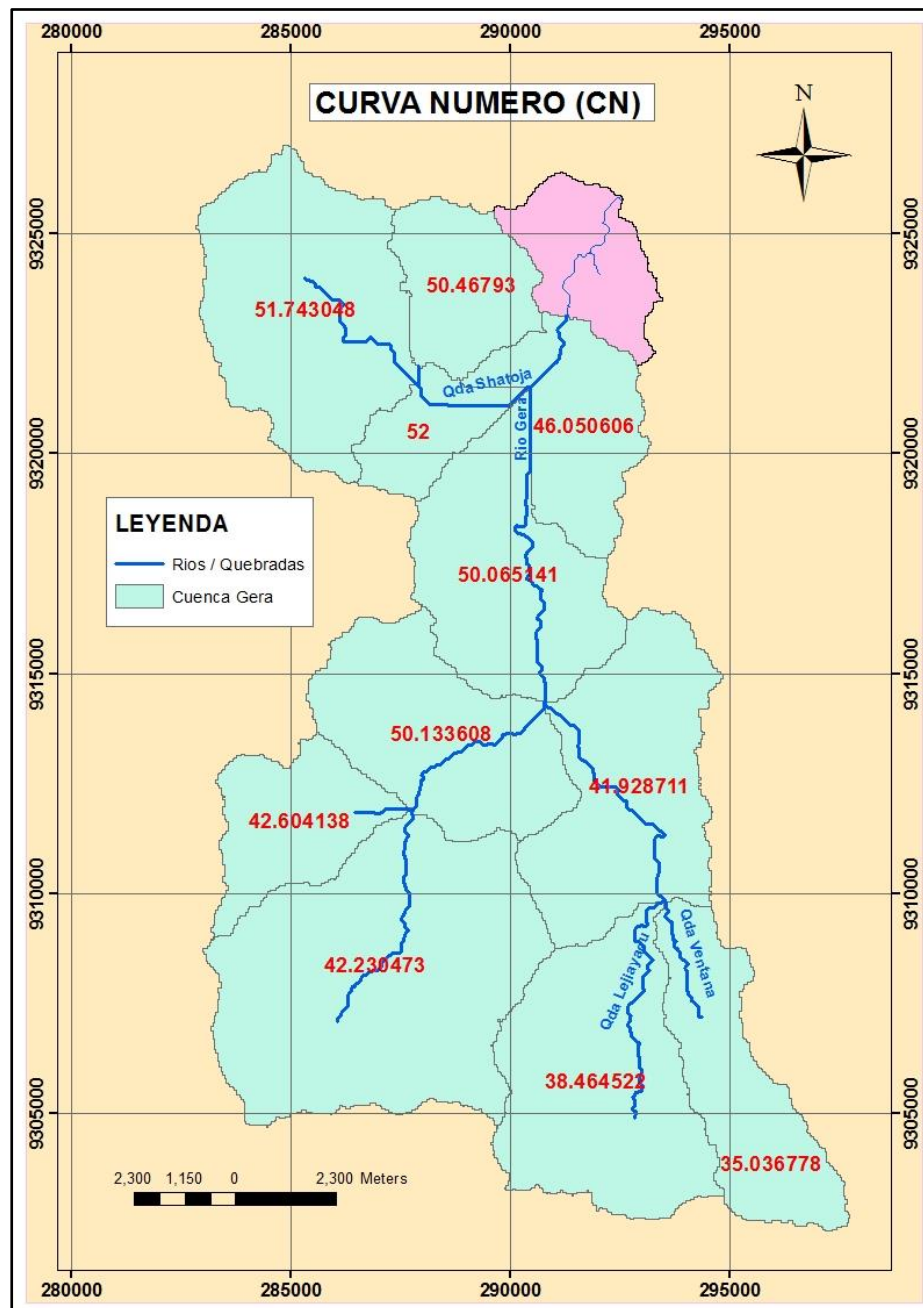 280000 285000 290000 295000
CURVA NUMERO (CN)
N
9325000 9325000
50.46793
51.743048
Qda Shatoja
52
Rio Gera
46.050606
9320000 9320000
LEYENDA
Rios / Quebradas
Cuenca Gera
50.065141
9315000 9315000
50.133608
41.928711
42.604138
9310000 9310000
Qda Ventana
Qda Lejiayacu
42.230473
38.464522
9305000 9305000
35.036778
2,300 1,150 0 2,300 Meters
280000 285000 290000 295000